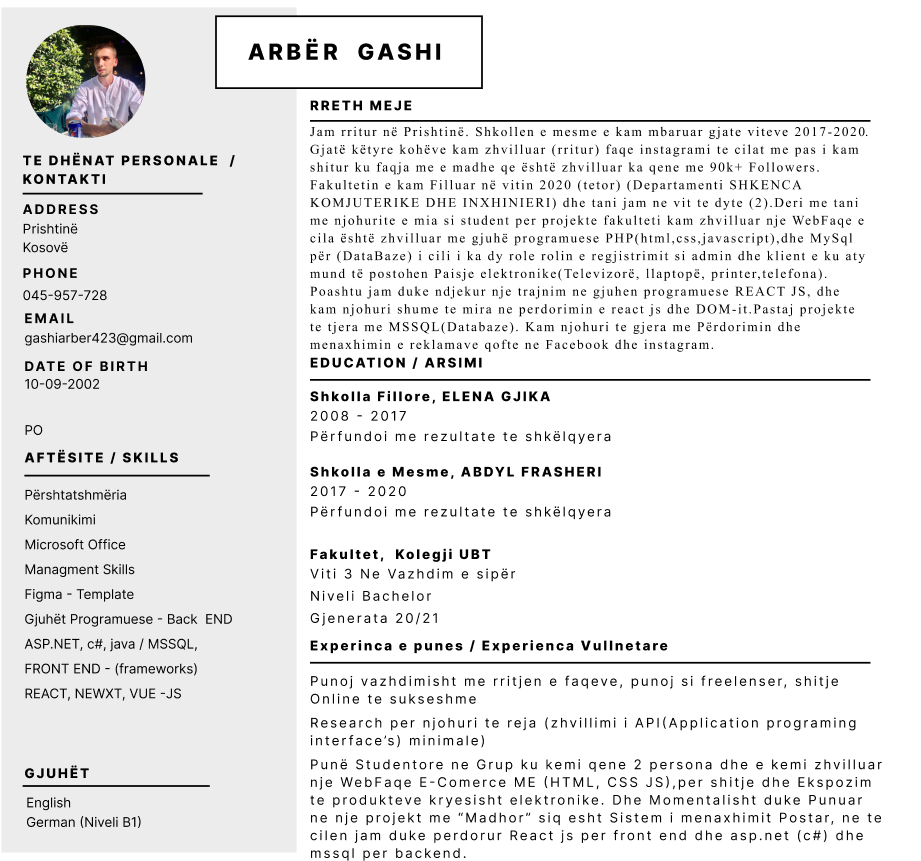 ARBËR GASHI
TE DHËNAT PERSONALE /
KONTAKTI
ADDRESS
Prishtinë
Kosovë
PHONE
045-957-728
EMAIL
gashiarber423@gmail.com
DATE OF BIRTH
10-09-2002
PO
AFTËSITE / SKILLS
Përshtatshmëria
Komunikimi
Microsoft Office
Managment Skills
Figma - Template
Gjuhët Programuese - Back END
ASP.NET, c#, java / MSSQL,
FRONT END - (frameworks)
REACT, NEWXT, VUE -JS
GJUHËT
English
German (Niveli B1)
RRETH MEJE
Jam rritur në Prishtinë. Shkollen e mesme e kam mbaruar gjate viteve 2017-2020.
Gjatë këtyre kohëve kam zhvilluar (rritur) faqe instagrami te cilat me pas i kam
shitur ku faqja me e madhe qe është zhvilluar ka qene me 90k+ Followers.
Fakultetin e kam Filluar në vitin 2020 (tetor) (Departamenti SHKENCA
KOMJUTERIKE DHE INXHINIERI) dhe tani jam ne vit te dyte (2).Deri me tani
me njohurite e mia si student per projekte fakulteti kam zhvilluar nje WebFaqe e
cila është zhvilluar me gjuhë programuese PHP(html,css,javascript),dhe MySql
për (DataBaze) i cili i ka dy role rolin e regjistrimit si admin dhe klient e ku aty
mund të postohen Paisje elektronike(Televizorë, llaptopë, printer,telefona).
Poashtu jam duke ndjekur nje trajnim ne gjuhen programuese REACT JS, dhe
kam njohuri shume te mira ne perdorimin e react js dhe DOM-it.Pastaj projekte
te tjera me MSSQL(Databaze). Kam njohuri te gjera me Përdorimin dhe
menaxhimin e reklamave qofte ne Facebook dhe instagram.
EDUCATION / ARSIMI
Shkolla Fillore, ELENA GJIKA
2008 - 2017
Përfundoi me rezultate te shkëlqyera
Shkolla e Mesme, ABDYL FRASHERI
2017 - 2020
Përfundoi me rezultate te shkëlqyera
Fakultet, Kolegji UBT
Viti 3 Ne Vazhdim e sipër
Niveli Bachelor
Gjenerata 20/21
Experinca e punes / Experienca Vullnetare
Punoj vazhdimisht me rritjen e faqeve, punoj si freelenser, shitje
Online te sukseshme
Research per njohuri te reja (zhvillimi i API(Application programing
interface’s) minimale)
Punë Studentore ne Grup ku kemi qene 2 persona dhe e kemi zhvilluar
nje WebFaqe E-Comerce ME (HTML, CSS JS),per shitje dhe Ekspozim
te produkteve kryesisht elektronike. Dhe Momentalisht duke Punuar
ne nje projekt me “Madhor” siq esht Sistem i menaxhimit Postar, ne te
cilen jam duke perdorur React js per front end dhe asp.net (c#) dhe
mssql per backend.